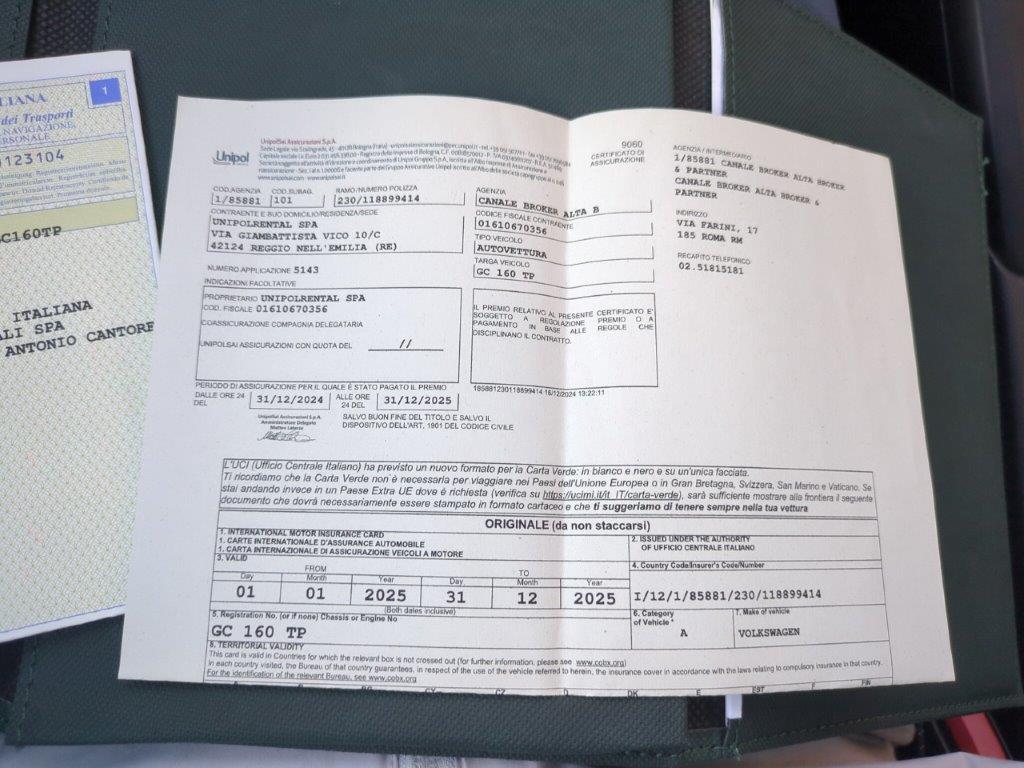 LIANA
1
dei Trasporti
NAVIGAZIONE,
PERSONALE
0123104
GC160TP
ITALIANA
ALI SPA
ANTONIO CANTORE
Unipol
UnipolSai Assicurazioni S.p.A.
9060
CERTIFICATO DI
ASSICURAZIONE
AGENZIA / INTERMEDIARIO
1/85881 CANALE BROKER ALTA BROKER
& PARTNER
CANALE BROKER ALTA BROKER &
PARTNER
INDIRIZZO
VIA FARINI, 17
185 ROMA RM
RECAPITO TELEFONICO
02.51815181
COD.AGENZIA COD.SUBAG. RAMO/NUMERO POLIZZA
1/85881 101 230/118899414
CONTRAENTE E SUO DOMICILIO/RESIDENZA/SEDE
UNIPOLRENTAL SPA
VIA GIAMBATTISTA VICO 10/C
42124 REGGIO NELL'EMILIA (RE)
AGENZIA
CANALE BROKER ALTA B
CODICE FISCALE CONTRAENTE
01610670356
TIPO VEICOLO
AUTOVETTURA
TARGA VEICOLO
GC 160 TP
NUMERO APPLICAZIONE 5143
INDICAZIONI FACOLTATIVE
PROPRIETARIO UNIPOLRENTAL SPA
COD. FISCALE 01610670356
COASSICURAZIONE COMPAGNIA DELEGATARIA
UNIPOLSAI ASSICURAZIONI CON QUOTA DEL //
IL PREMIO RELATIVO AL PRESENTE CERTIFICATO E'
SOGGETTO A REGOLAZIONE PREMIO O A
PAGAMENTO IN BASE ALLE REGOLE CHE
DISCIPLINANO IL CONTRATTO.
185881230118899414 16/12/2024 13:22:11
PERIODO DI ASSICURAZIONE PER IL QUALE È STATO PAGATO IL PREMIO
DALLE ORE 24 DEL 31/12/2024 ALLE ORE 24 DEL 31/12/2025
UnipolSai Assicurazioni S.p.A.
Amministratore Delegato
Matteo Laterza
SALVO BUON FINE DEL TITOLO E SALVO IL
DISPOSITIVO DELL'ART. 1901 DEL CODICE CIVILE
L'UCI (Ufficio Centrale Italiano) ha previsto un nuovo formato per la Carta Verde: in bianco e nero e su un'unica facciata.
Ti ricordiamo che la Carta Verde non è necessaria per viaggiare nei Paesi dell'Unione Europea o in Gran Bretagna, Svizzera, San Marino e Vaticano. Se
stai andando invece in un Paese Extra UE dove è richiesta (verifica su https://ucimi.it/it_IT/carta-verde), sarà sufficiente mostrare alla frontiera il seguente
documento che dovrà necessariamente essere stampato in formato cartaceo e che ti suggeriamo di tenere sempre nella tua vettura
ORIGINALE (da non staccarsi)
1. INTERNATIONAL MOTOR INSURANCE CARD
1. CARTE INTERNATIONALE D'ASSURANCE AUTOMOBILE
1. CARTA INTERNAZIONALE DI ASSICURAZIONE VEICOLI A MOTORE
2. ISSUED UNDER THE AUTHORITY
OF UFFICIO CENTRALE ITALIANO
3. VALID
FROM TO
Day Month Year Day Month Year
01 01 2025 31 12 2025
(Both dates inclusive)
4. Country Code/Insurer's Code/Number
I/12/1/85881/230/118899414
5. Registration No. (or if none) Chassis or Engine No
GC 160 TP
6. Category
of Vehicle *
A
7. Make of vehicle
VOLKSWAGEN
8. TERRITORIAL VALIDITY
This card is valid in Countries for which the relevant box is not crossed out (for further information, please see www.cobx.org)
In each country visited, the Bureau of that country guarantees, in respect of the use of the vehicle referred to herein, the insurance cover in accordance with the laws relating to compulsory insurance in that country.
For the identification of the relevant Bureau, see www.cobx.org
CY CZ D DK E EST F FIN